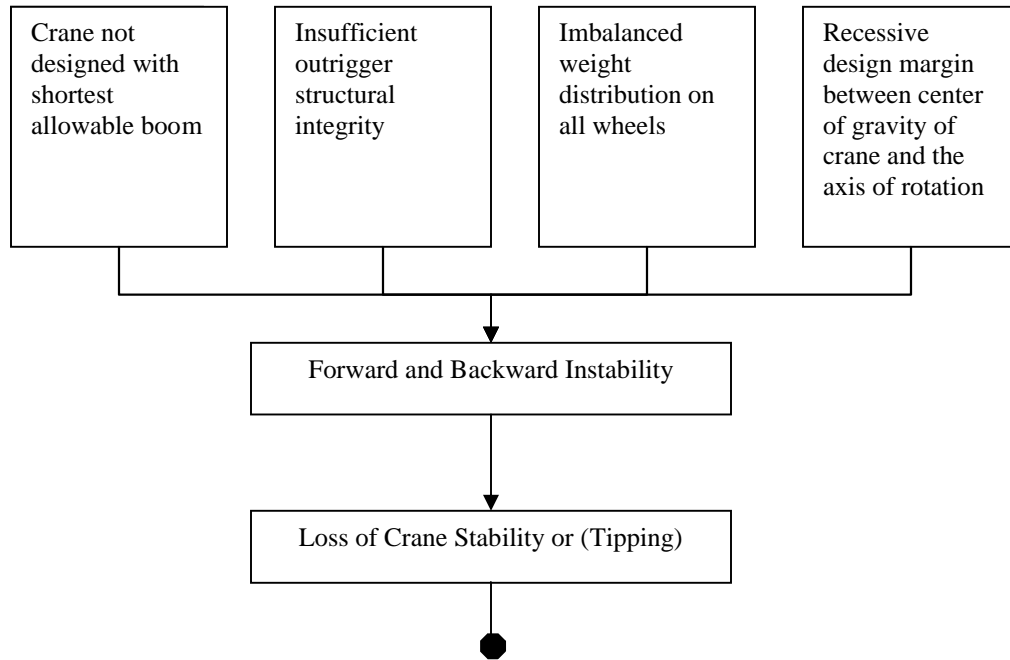 Crane not
designed with
shortest
allowable boom
Insufficient
outrigger
structural
integrity
Imbalanced
weight
distribution on
all wheels
Recessive
design margin
between center
of gravity of
crane and the
axis of rotation
Forward and Backward Instability
Loss of Crane Stability or (Tipping)